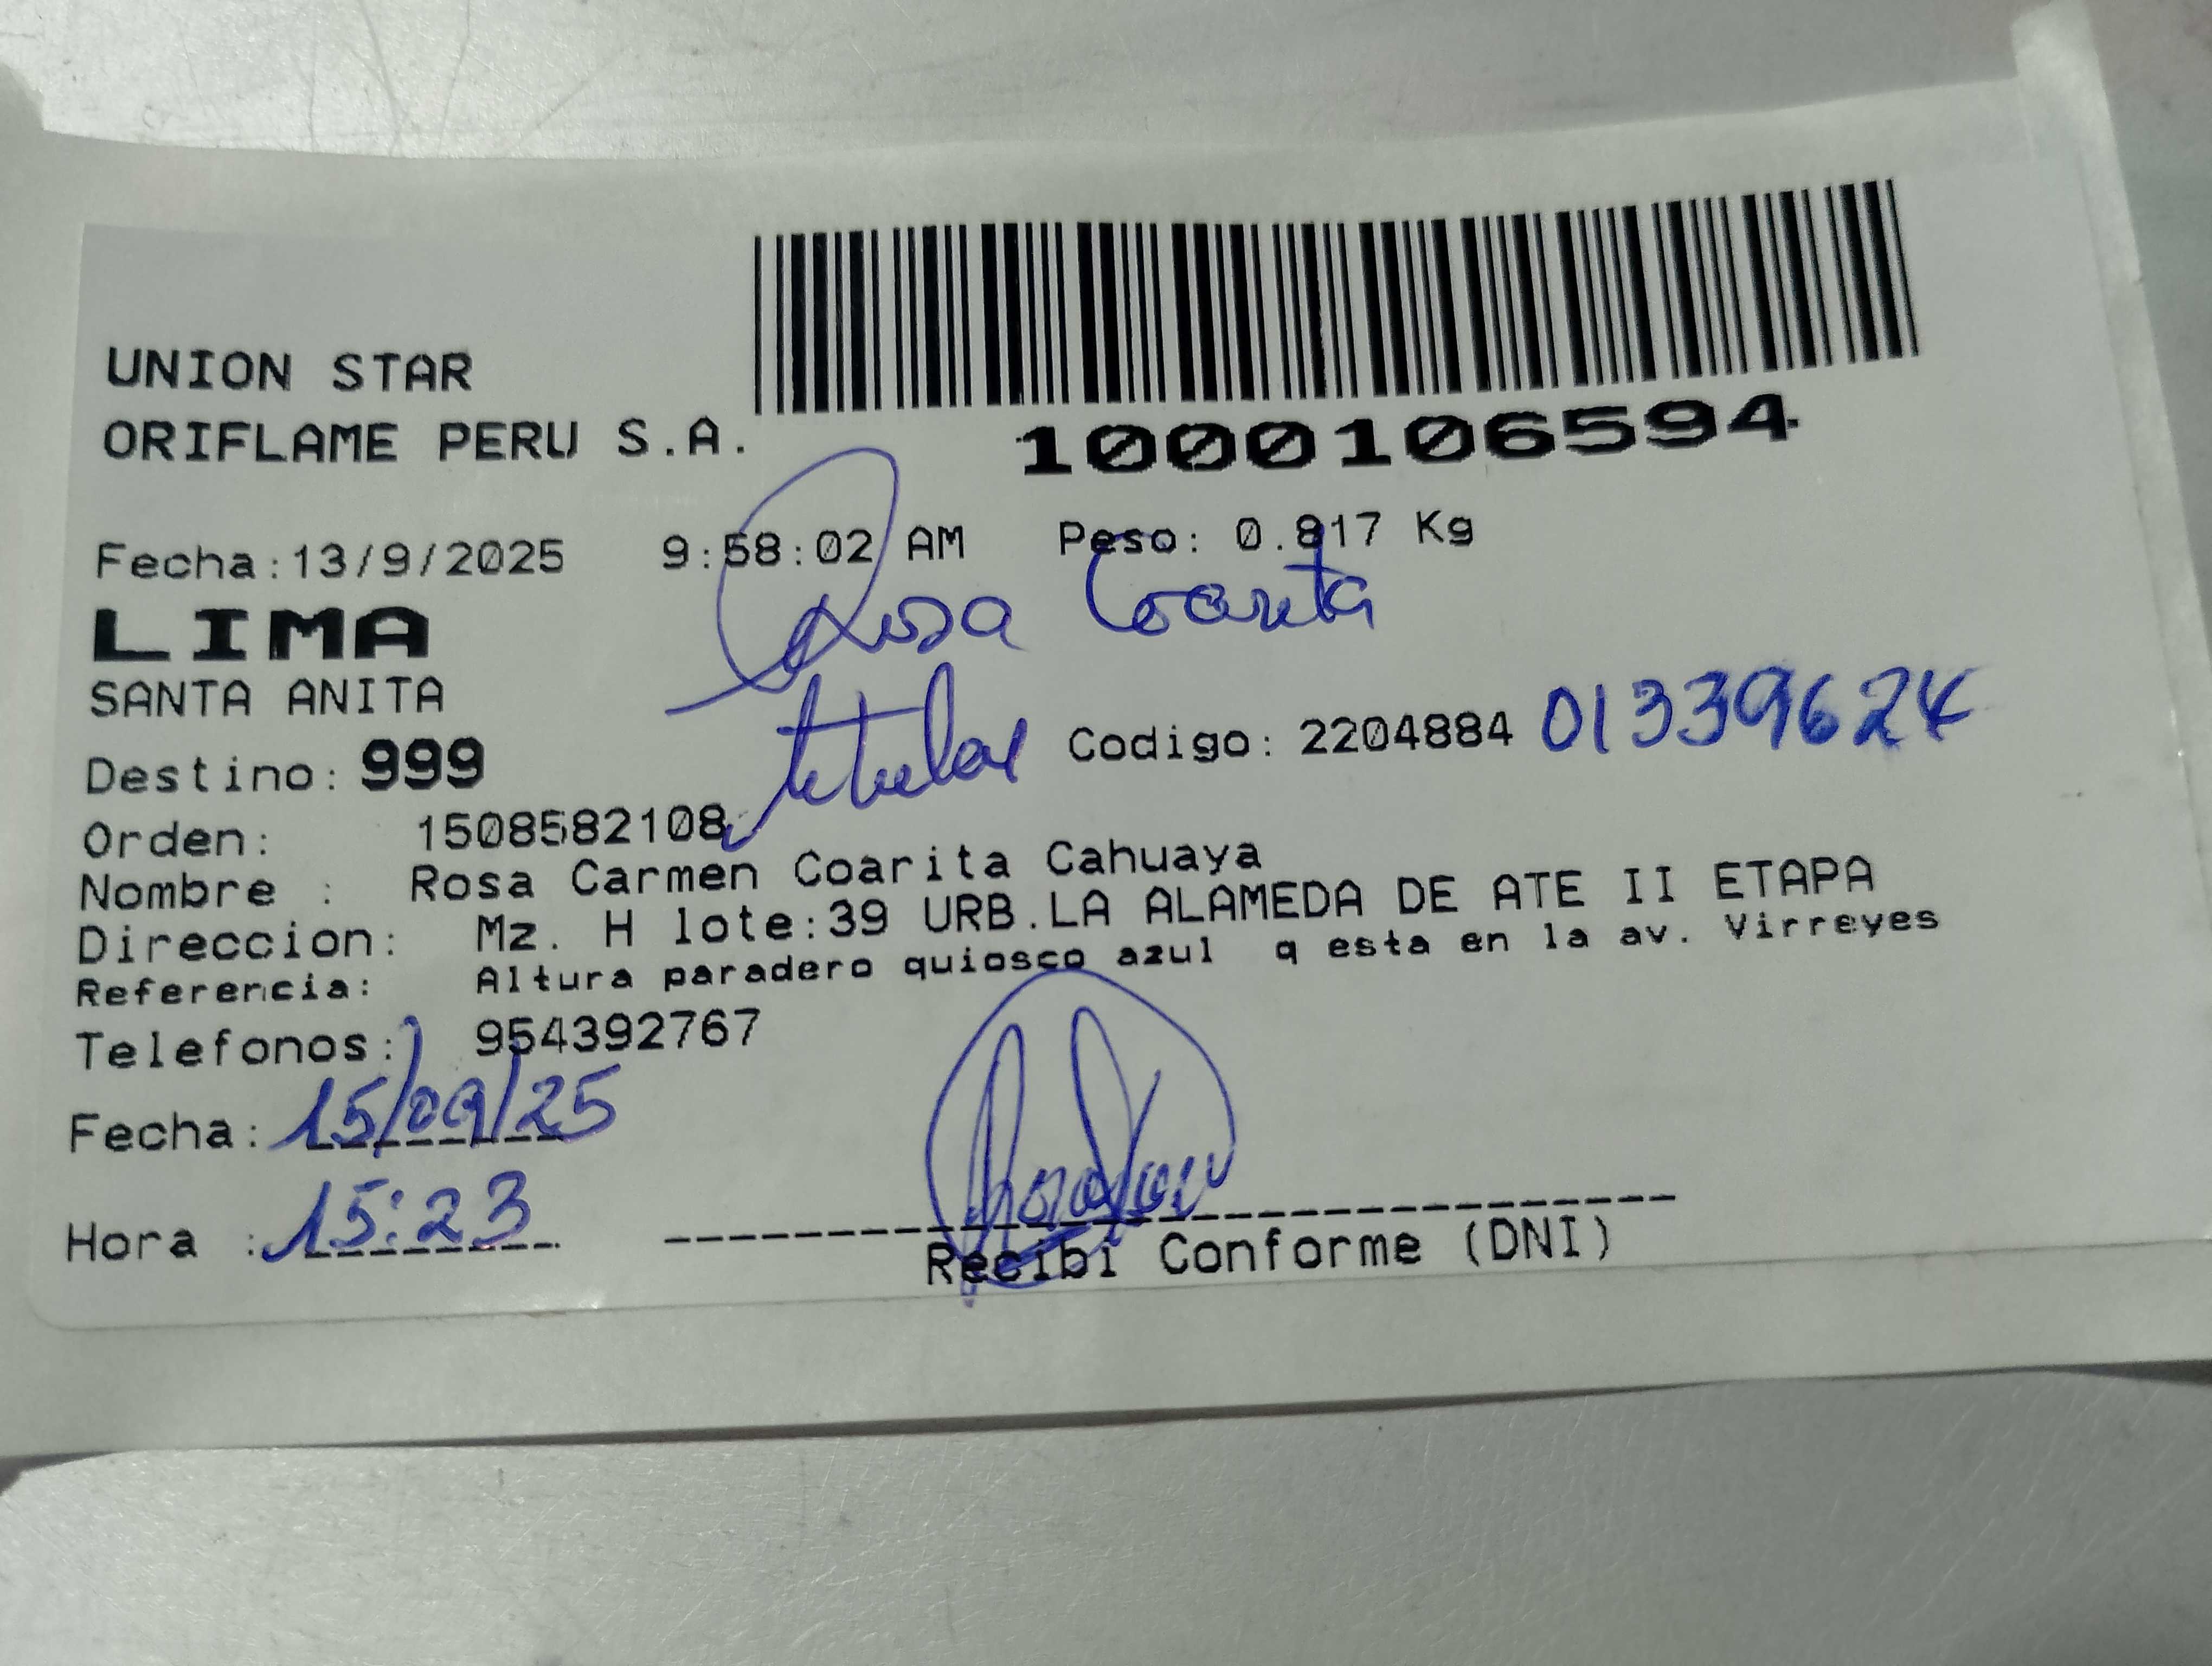 UNION STAR
ORIFLAME PERU S.A.
1000106594
Fecha:13/9/2025 9:58:02 AM Peso: 0.817 Kg
Rosa Coarita
LIMA
SANTA ANITA
titular
Codigo: 2204884 01339624
Destino: 999
Orden: 1508582108
Nombre : Rosa Carmen Coarita Cahuaya
Direccion: Mz. H lote:39 URB.LA ALAMEDA DE ATE II ETAPA
Referencia: Altura paradero quiosco azul q esta en la av. Virreyes
Telefonos: 954392767
Fecha: 15/09/25
Hora : 15:23
Recibi Conforme (DNI)